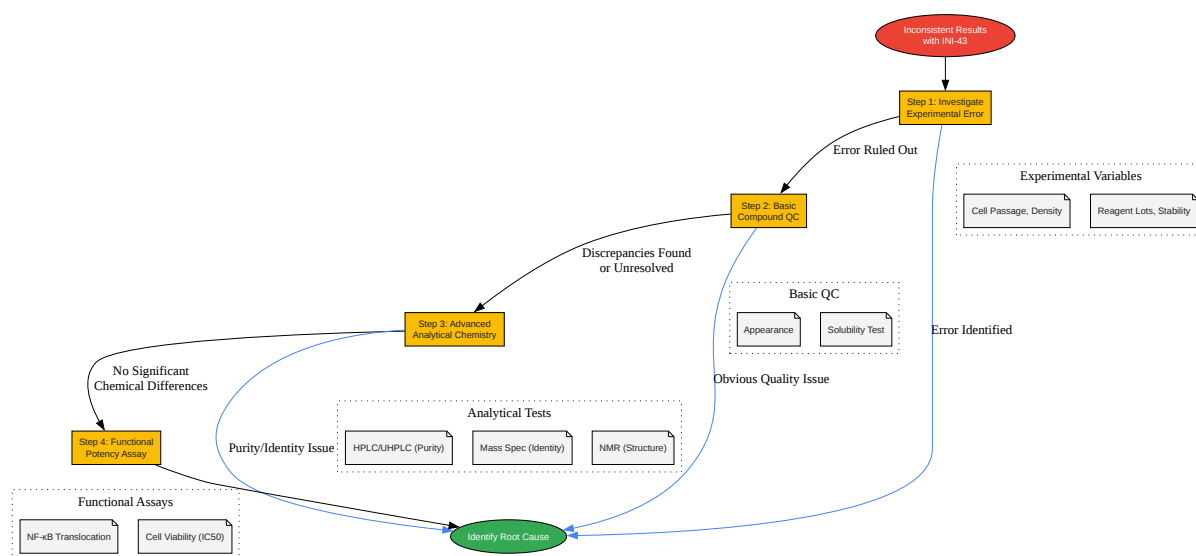 Inconsistent Results
with INI-43
Step 1: Investigate
Experimental Error
Error Ruled Out
Experimental Variables
Cell Passage, Density
Reagent Lots, Stability
Step 2: Basic
Compound QC
Discrepancies Found
or Unresolved
Basic QC
Appearance
Solubility Test
Error Identified
Step 3: Advanced
Analytical Chemistry
No Significant
Chemical Differences
Obvious Quality Issue
Analytical Tests
HPLC/UHPLC (Purity)
Mass Spec (Identity)
NMR (Structure)
Step 4: Functional
Potency Assay
Purity/Identity Issue
Functional Assays
NF-κB Translocation
Cell Viability (IC50)
Identify Root Cause